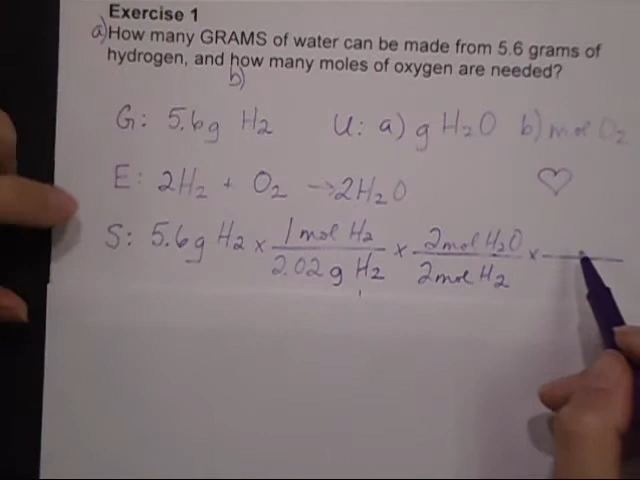 Exercise 1
a) How many GRAMS of water can be made from 5.6 grams of
hydrogen, and how many moles of oxygen are needed?
b)
G: 5.6g H2 U: a) g H2O b) mol O2
E: 2H2 + O2 → 2H2O
S: 5.6g H2 x 1 mol H2 / 2.02 g H2 x 2 mol H2O / 2 mol H2 x